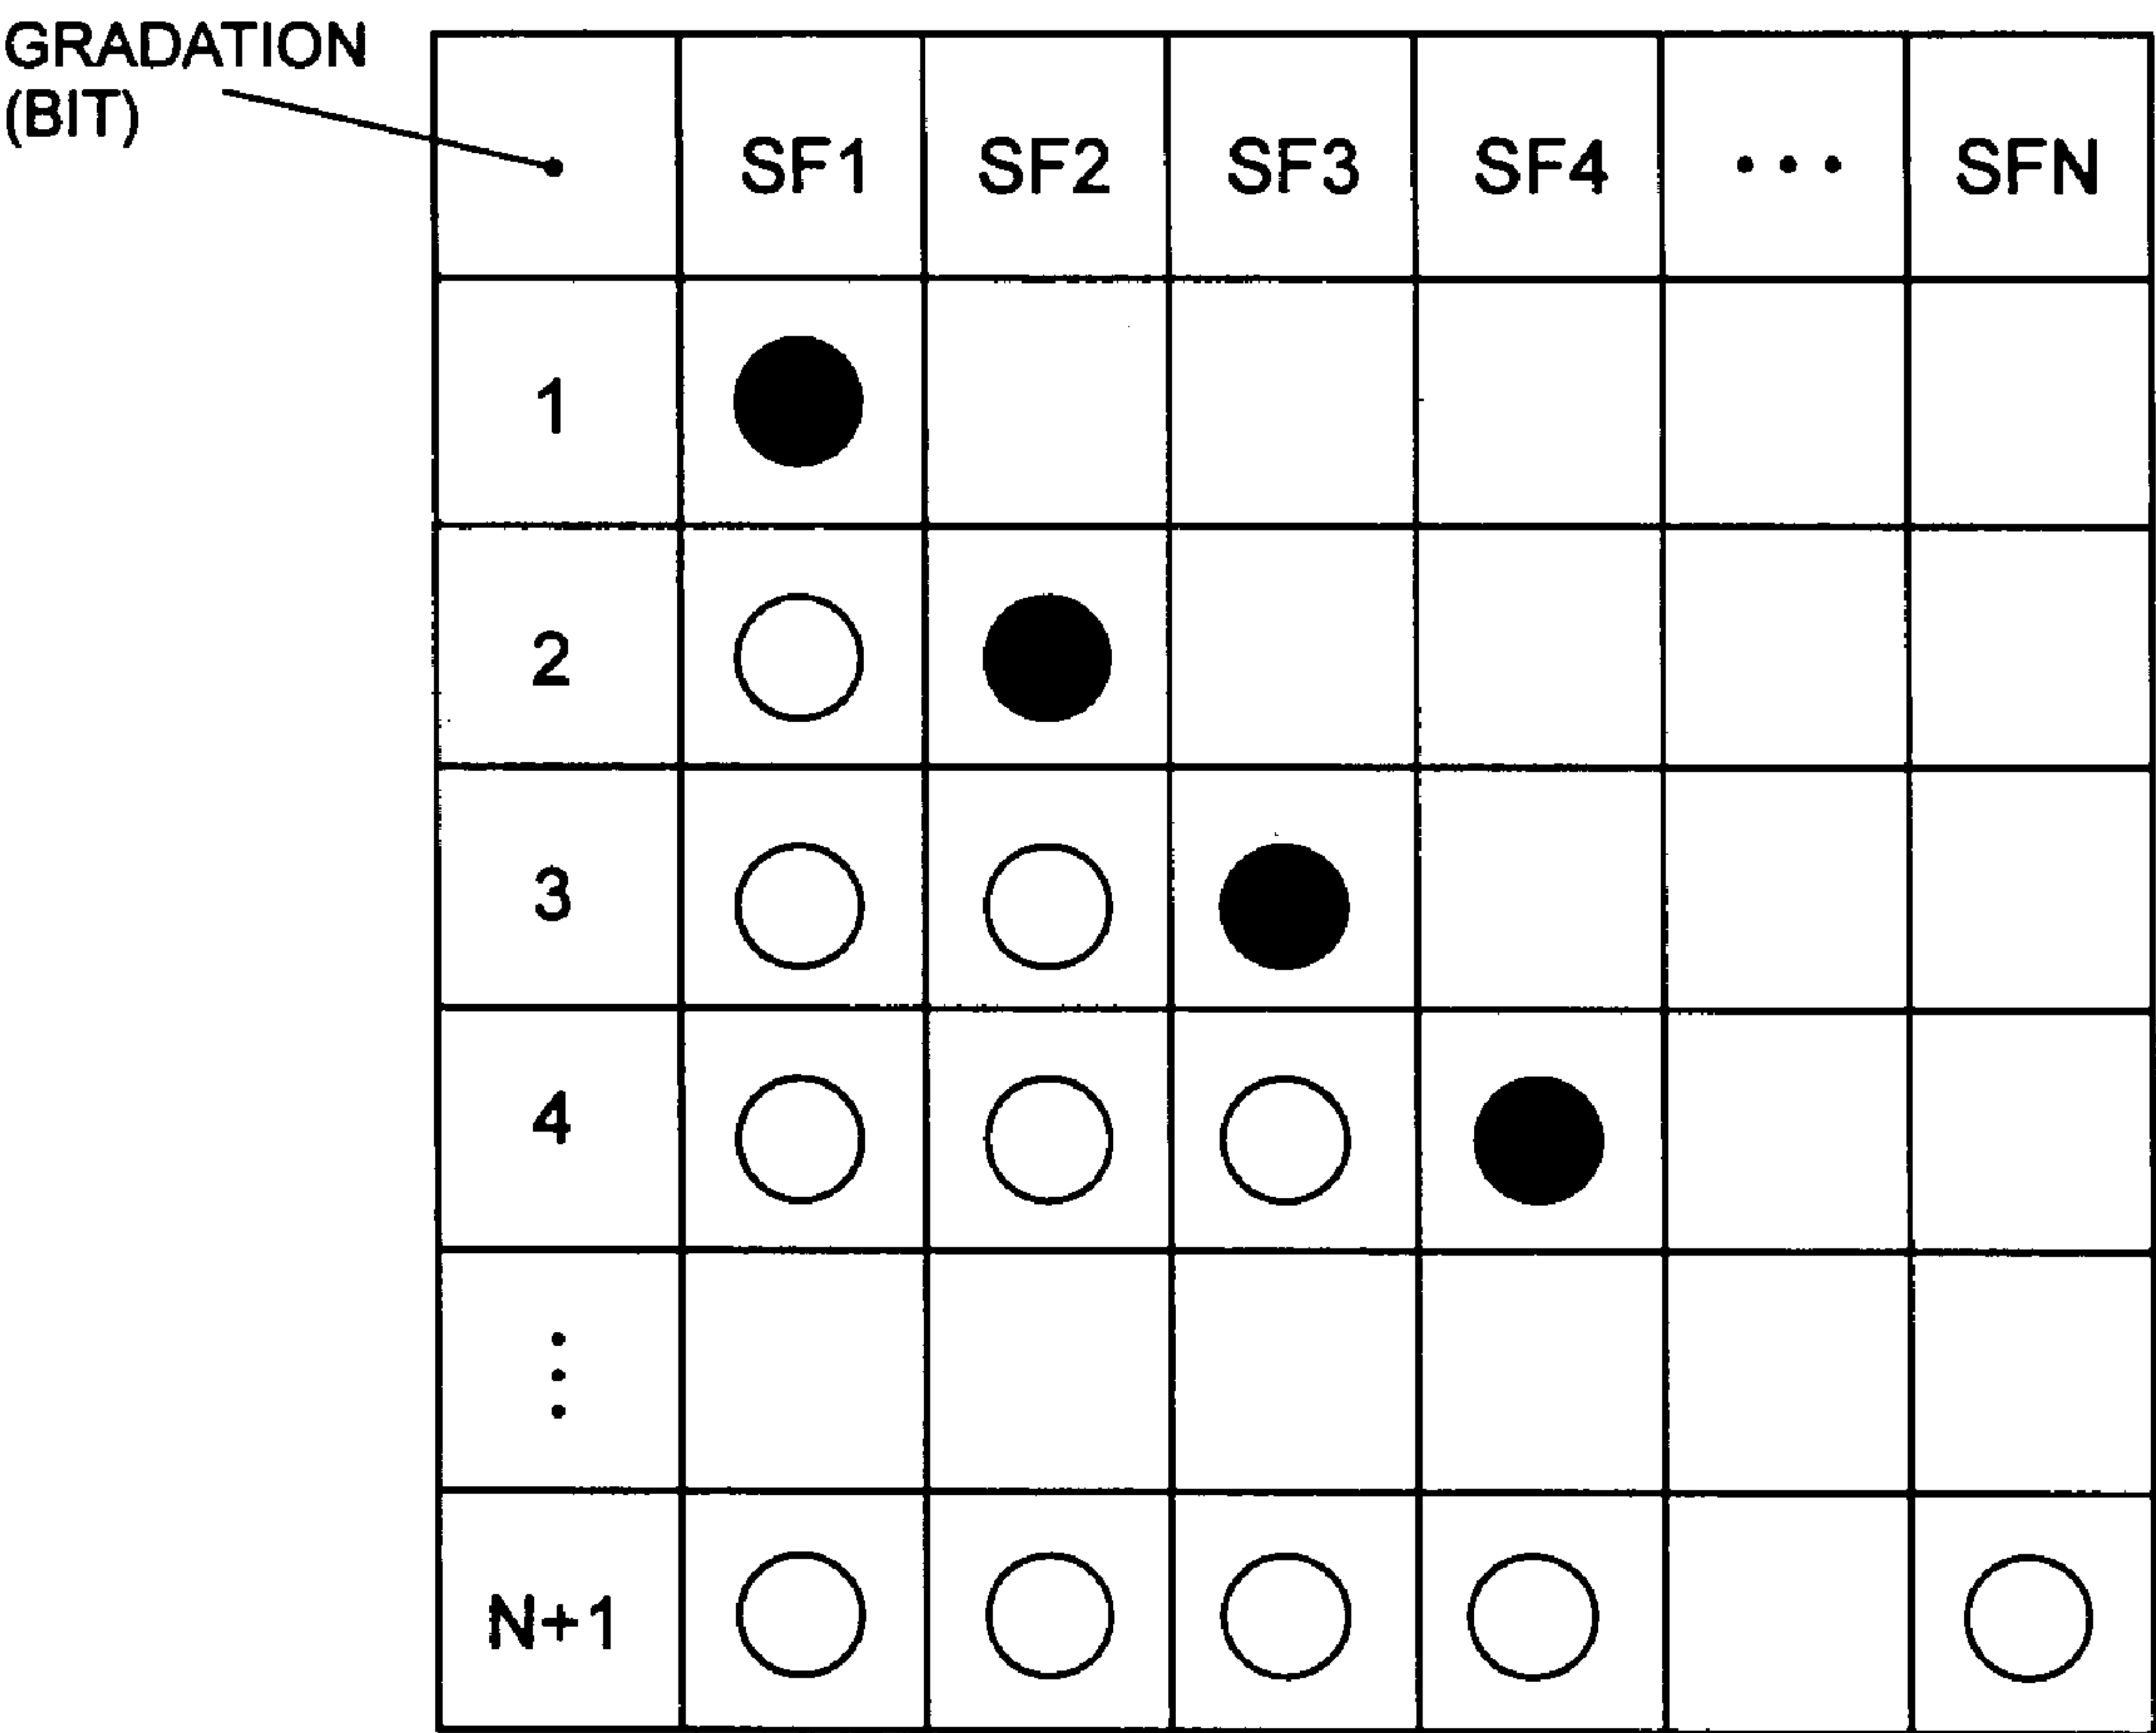 GRADATION
(BIT)
SF1 SF2 SF3 SF4 ... SFN
1
2
3
4
⋮
N+1